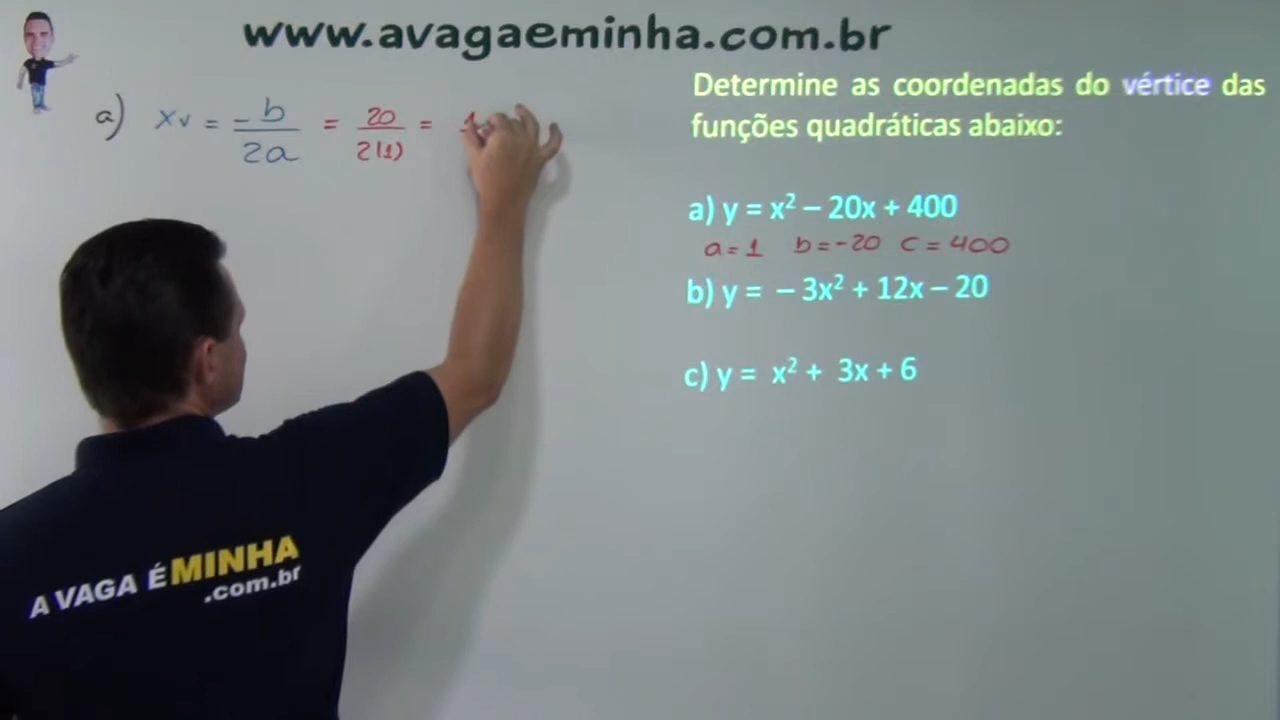 www.avagaeminha.com.br
a) xv = -b/2a = 20/2(1) = 1
Determine as coordenadas do vértice das
funções quadráticas abaixo:
a) y = x² – 20x + 400
a = 1 b = -20 c = 400
b) y = – 3x² + 12x – 20
c) y = x² + 3x + 6
A VAGA É MINHA
.com.br